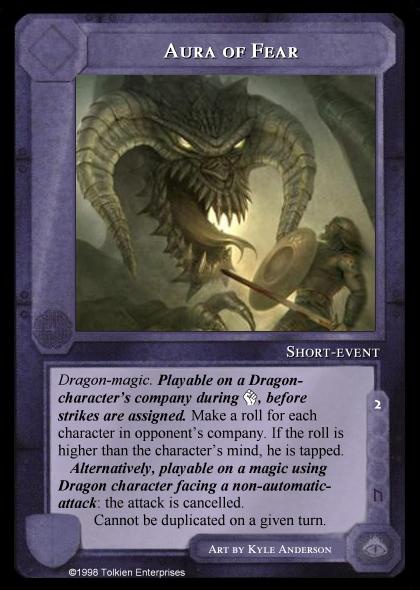 AURA OF FEAR
SHORT-EVENT
Dragon-magic. Playable on a Dragon-
character's company during , before
strikes are assigned. Make a roll for each
character in opponent's company. If the roll is
higher than the character's mind, he is tapped.
Alternatively, playable on a magic using
Dragon character facing a non-automatic-
attack: the attack is cancelled.
Cannot be duplicated on a given turn.
2
ART BY KYLE ANDERSON
©1998 Tolkien Enterprises